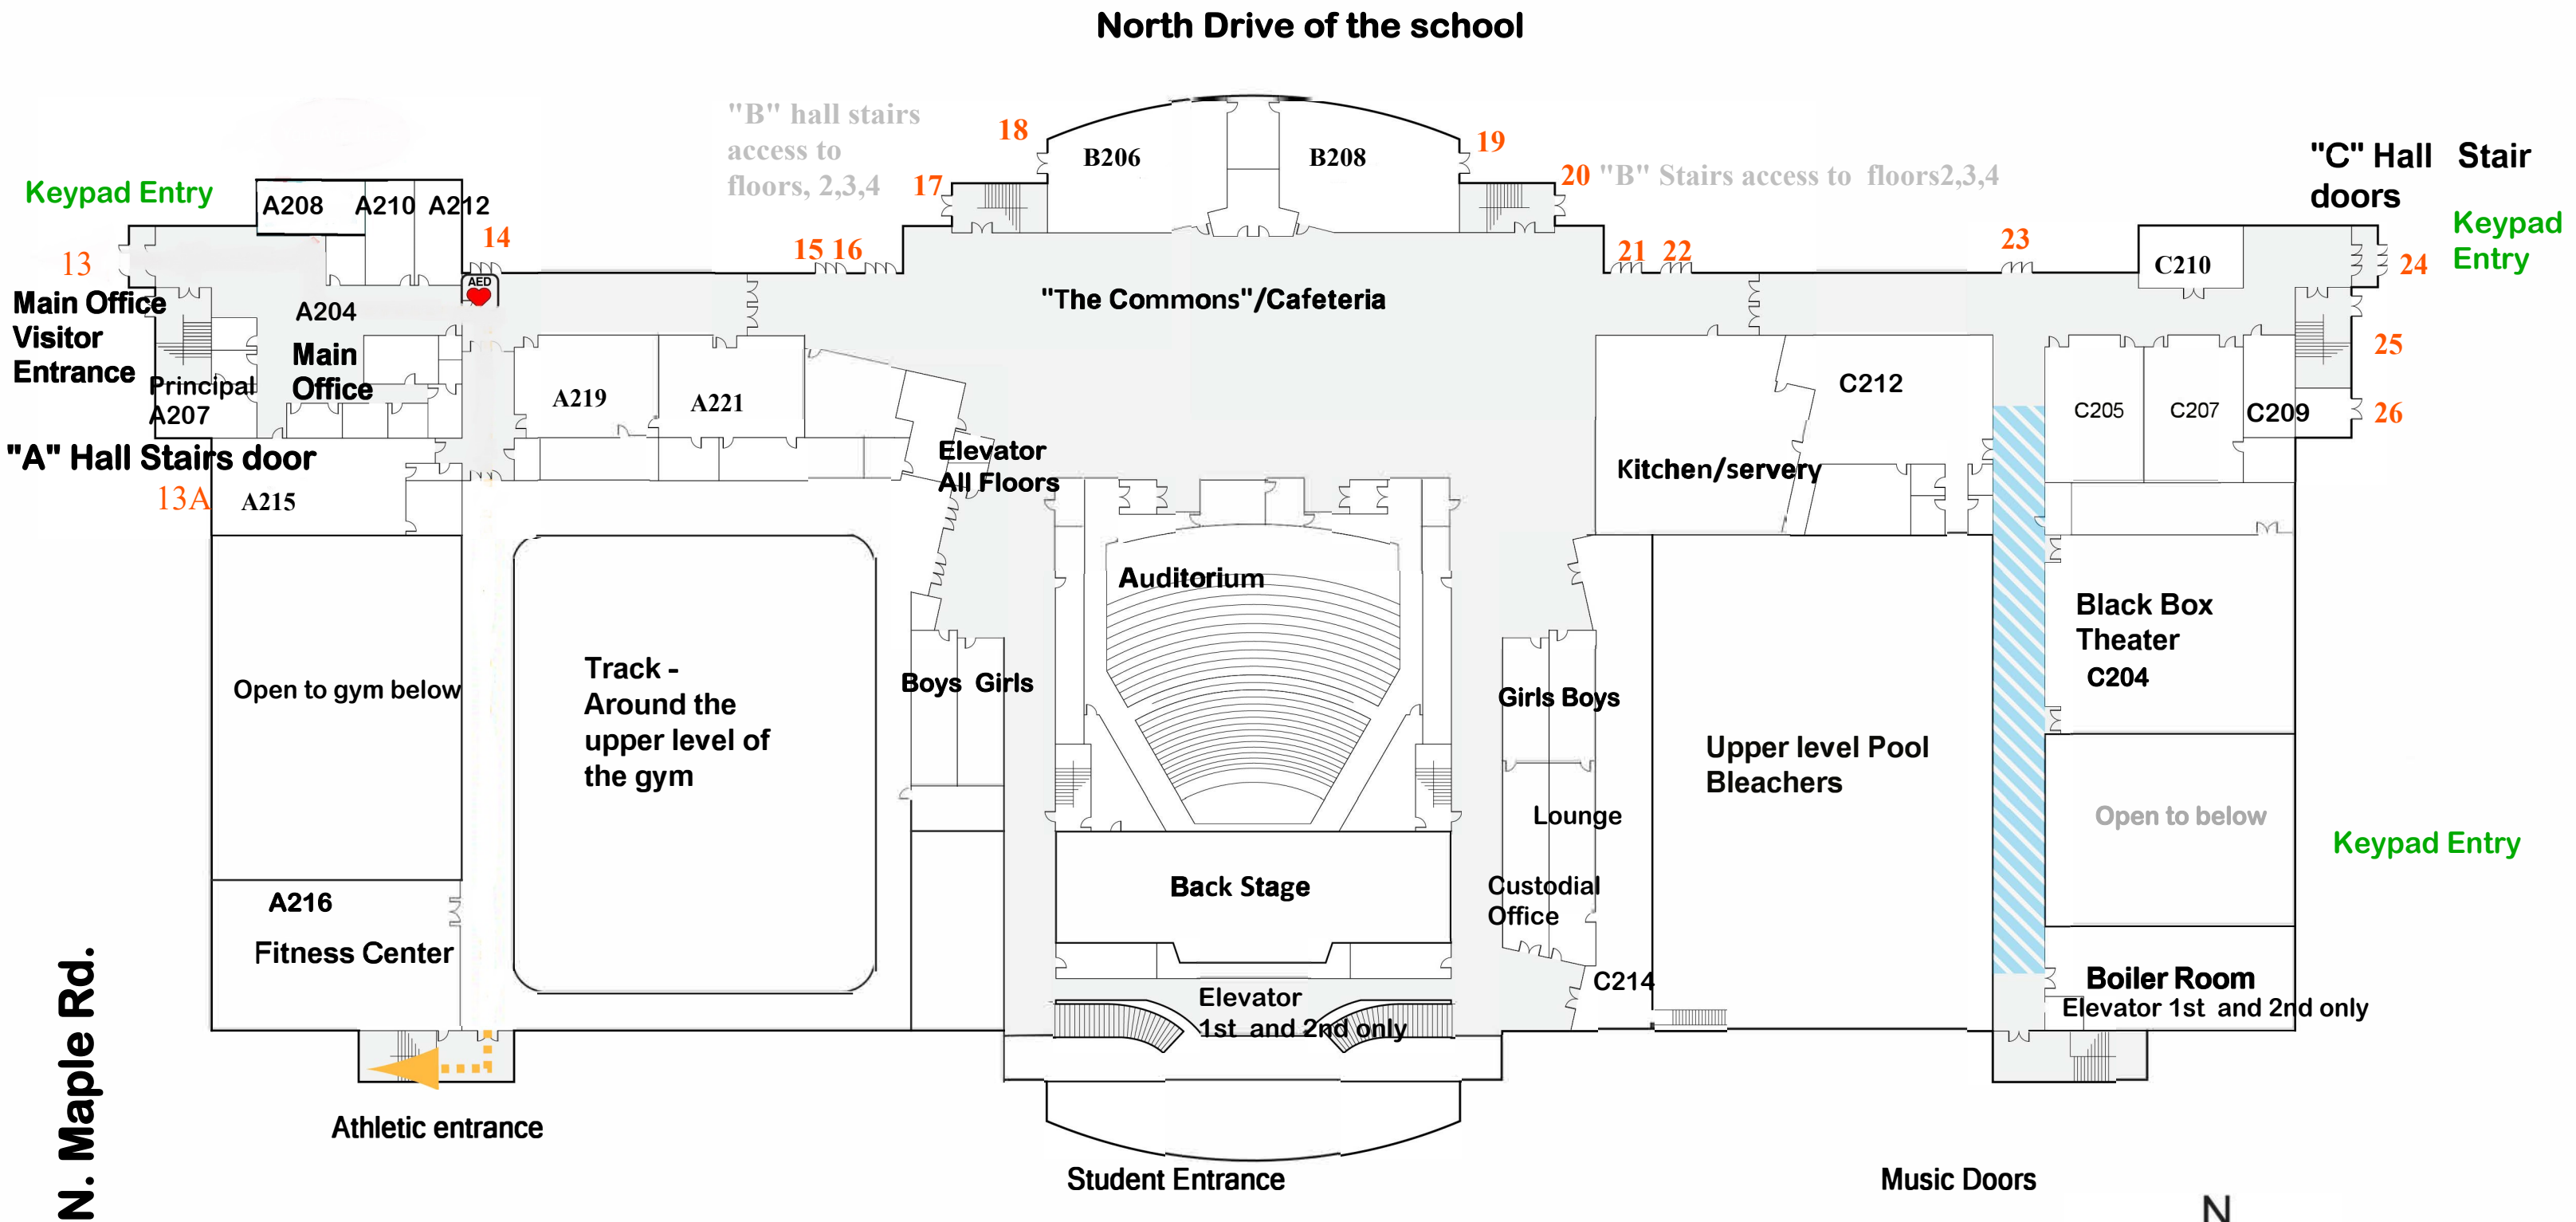 North Drive of the school
"B" hall stairs
access to
floors, 2,3,4
18
B206
B208
19
17
20
"B" Stairs access to floors2,3,4
"C" Hall Stair
doors
Keypad
Entry
Keypad Entry
A208
A210
A212
13
14
15
16
21
22
23
C210
24
AED
Main Office
Visitor
Entrance
A204
Main
Office
"The Commons"/Cafeteria
25
Principal
A207
A219
A221
C212
C205
C207
C209
26
"A" Hall Stairs door
13A
A215
Elevator
All Floors
Kitchen/servery
Auditorium
Black Box
Theater
C204
Open to gym below
Track -
Around the
upper level of
the gym
Boys
Girls
Girls
Boys
Upper level Pool
Bleachers
Lounge
Open to below
Keypad Entry
A216
Fitness Center
Back Stage
Custodial
Office
C214
Boiler Room
Elevator 1st and 2nd only
Elevator
1st and 2nd only
N. Maple Rd.
Athletic entrance
Student Entrance
Music Doors
N